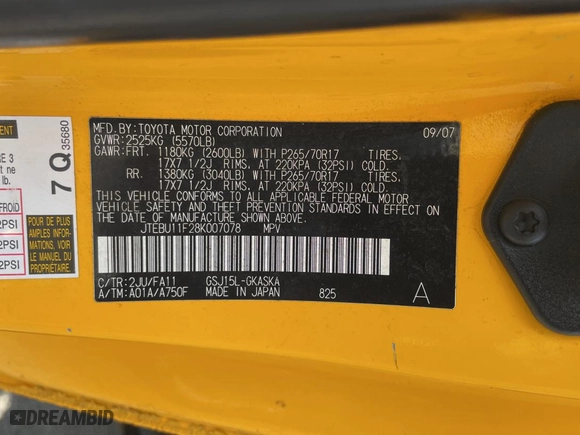 MFD.BY:TOYOTA MOTOR CORPORATION 09/07
GVWR:2525KG (5570LB)
GAWR:FRT. 1180KG (2600LB) WITH P265/70R17 TIRES.
17X7 1/2J RIMS. AT 220KPA (32PSI) COLD.
RR. 1380KG (3040LB) WITH P265/70R17 TIRES.
17X7 1/2J RIMS. AT 220KPA (32PSI) COLD.
THIS VEHICLE CONFORMS TO ALL APPLICABLE FEDERAL MOTOR
VEHICLE SAFETY AND THEFT PREVENTION STANDARDS IN EFFECT
ON THE DATE OF MANUFACTURE SHOWN ABOVE.
JTEBU11F28K007078 MPV
C/TR:2JU/FA11 GSJ15L-GKASKA
A/TM:A01A/A750F MADE IN JAPAN 825 A
7 Q 35680
FROID
2PSI
2PSI
2PSI
POUR DE PLUS
AMPLES
INFORMA-
TIONS,
VOIR LE
MANUEL DU
PROPRIÉTAIRE
DREAMBID